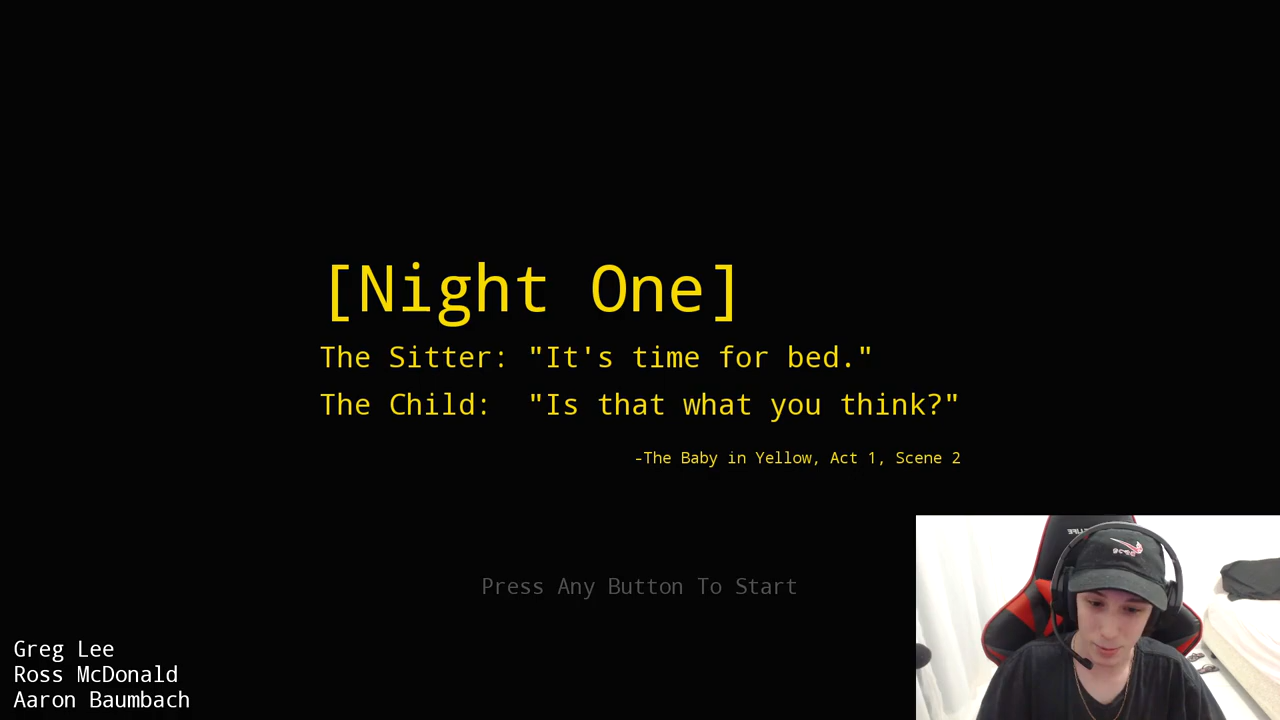 [Night One]
The Sitter: "It's time for bed."
The Child: "Is that what you think?"
-The Baby in Yellow, Act 1, Scene 2
Press Any Button To Start
Greg Lee
Ross McDonald
Aaron Baumbach